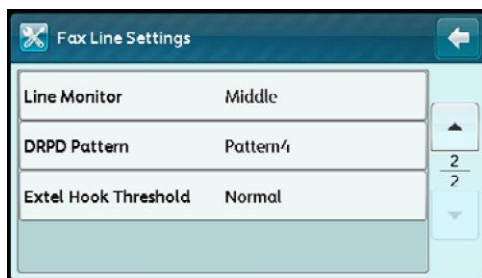 Fax Line Settings
Line Monitor Middle
DRPD Pattern Pattern4
Extel Hook Threshold Normal
2
2